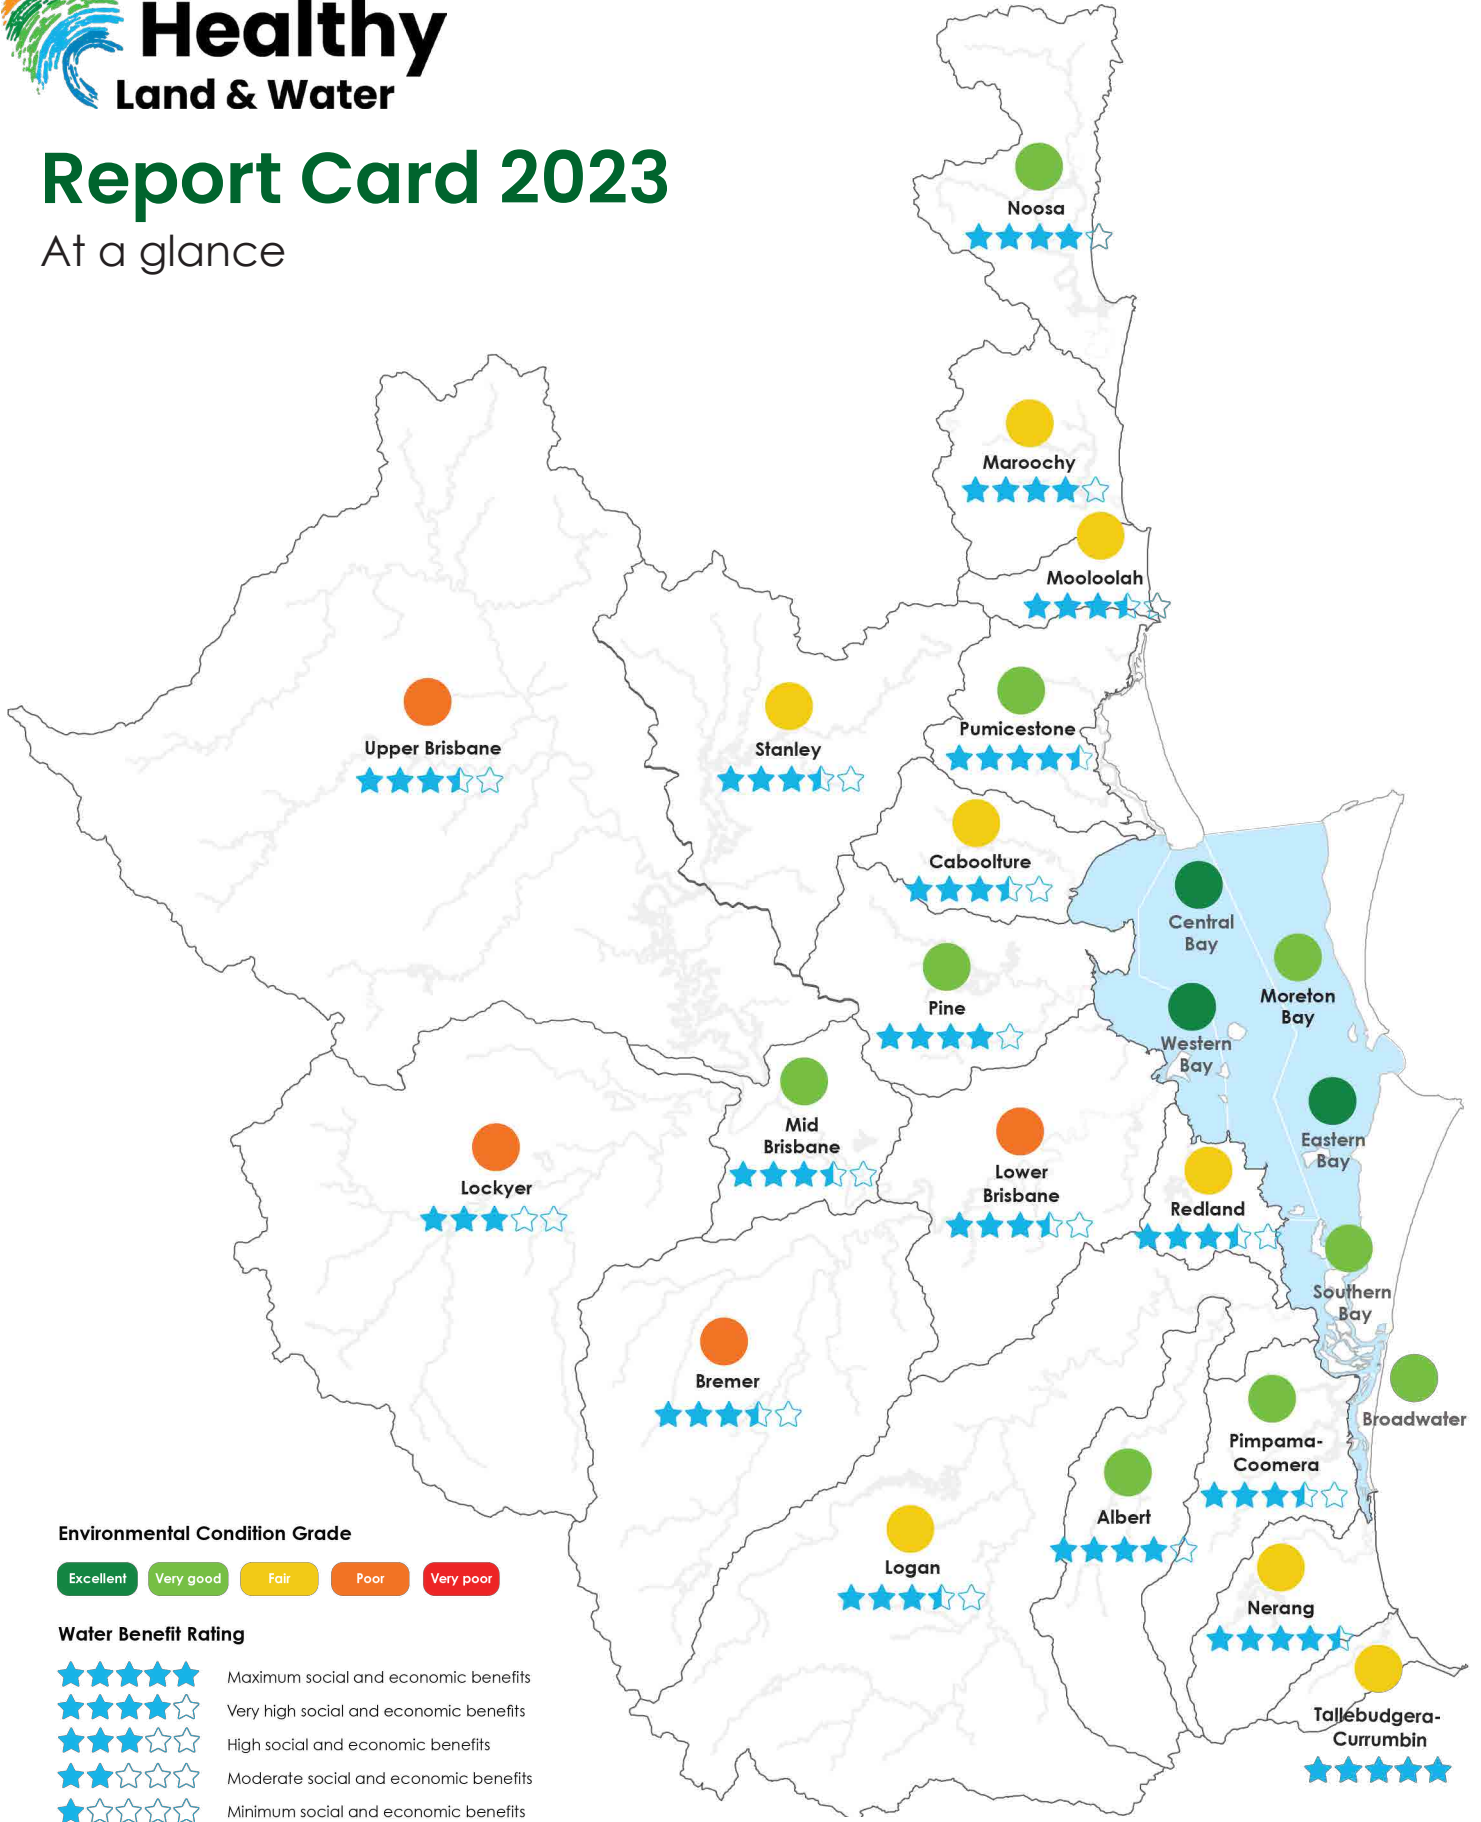 Healthy
Land & Water
Report Card 2023
At a glance
Noosa
Maroochy
Mooloolah
Upper Brisbane
Stanley
Pumicestone
Caboolture
Central
Bay
Pine
Moreton
Bay
Western
Bay
Mid
Brisbane
Lower
Brisbane
Eastern
Bay
Lockyer
Redland
Southern
Bay
Bremer
Broadwater
Pimpama-
Coomera
Albert
Logan
Nerang
Tallebudgera-
Currumbin
Environmental Condition Grade
Excellent
Very good
Fair
Poor
Very poor
Water Benefit Rating
Maximum social and economic benefits
Very high social and economic benefits
High social and economic benefits
Moderate social and economic benefits
Minimum social and economic benefits